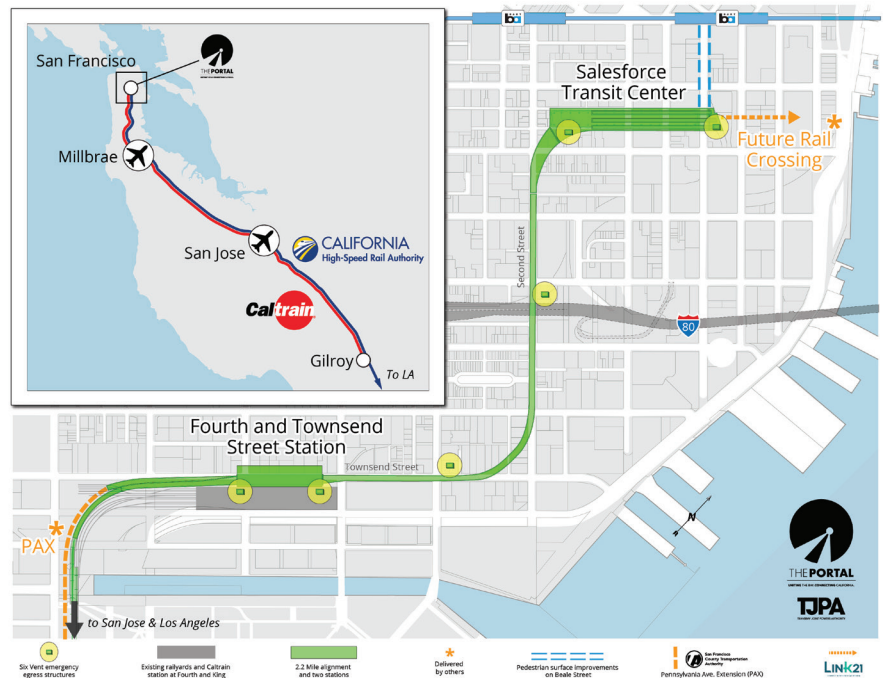 San Francisco
THE PORTAL
Millbrae
San Jose
CALIFORNIA
High-Speed Rail Authority
Caltrain
Gilroy
To LA
ba
ba
Salesforce
Transit Center
Future Rail
Crossing
*
Second Street
80
Fourth and Townsend
Street Station
Townsend Street
*
PAX
N
to San Jose & Los Angeles
THE PORTAL
TJPA
Six Vent emergency
egress structures
Existing railyards and Caltrain
station at Fourth and King
2.2 Mile alignment
and two stations
*
Delivered
by others
Pedestrian surface improvements
on Beale Street
San Francisco
County Transportation
Authority
Pennsylvania Ave. Extension (PAX)
LINK21